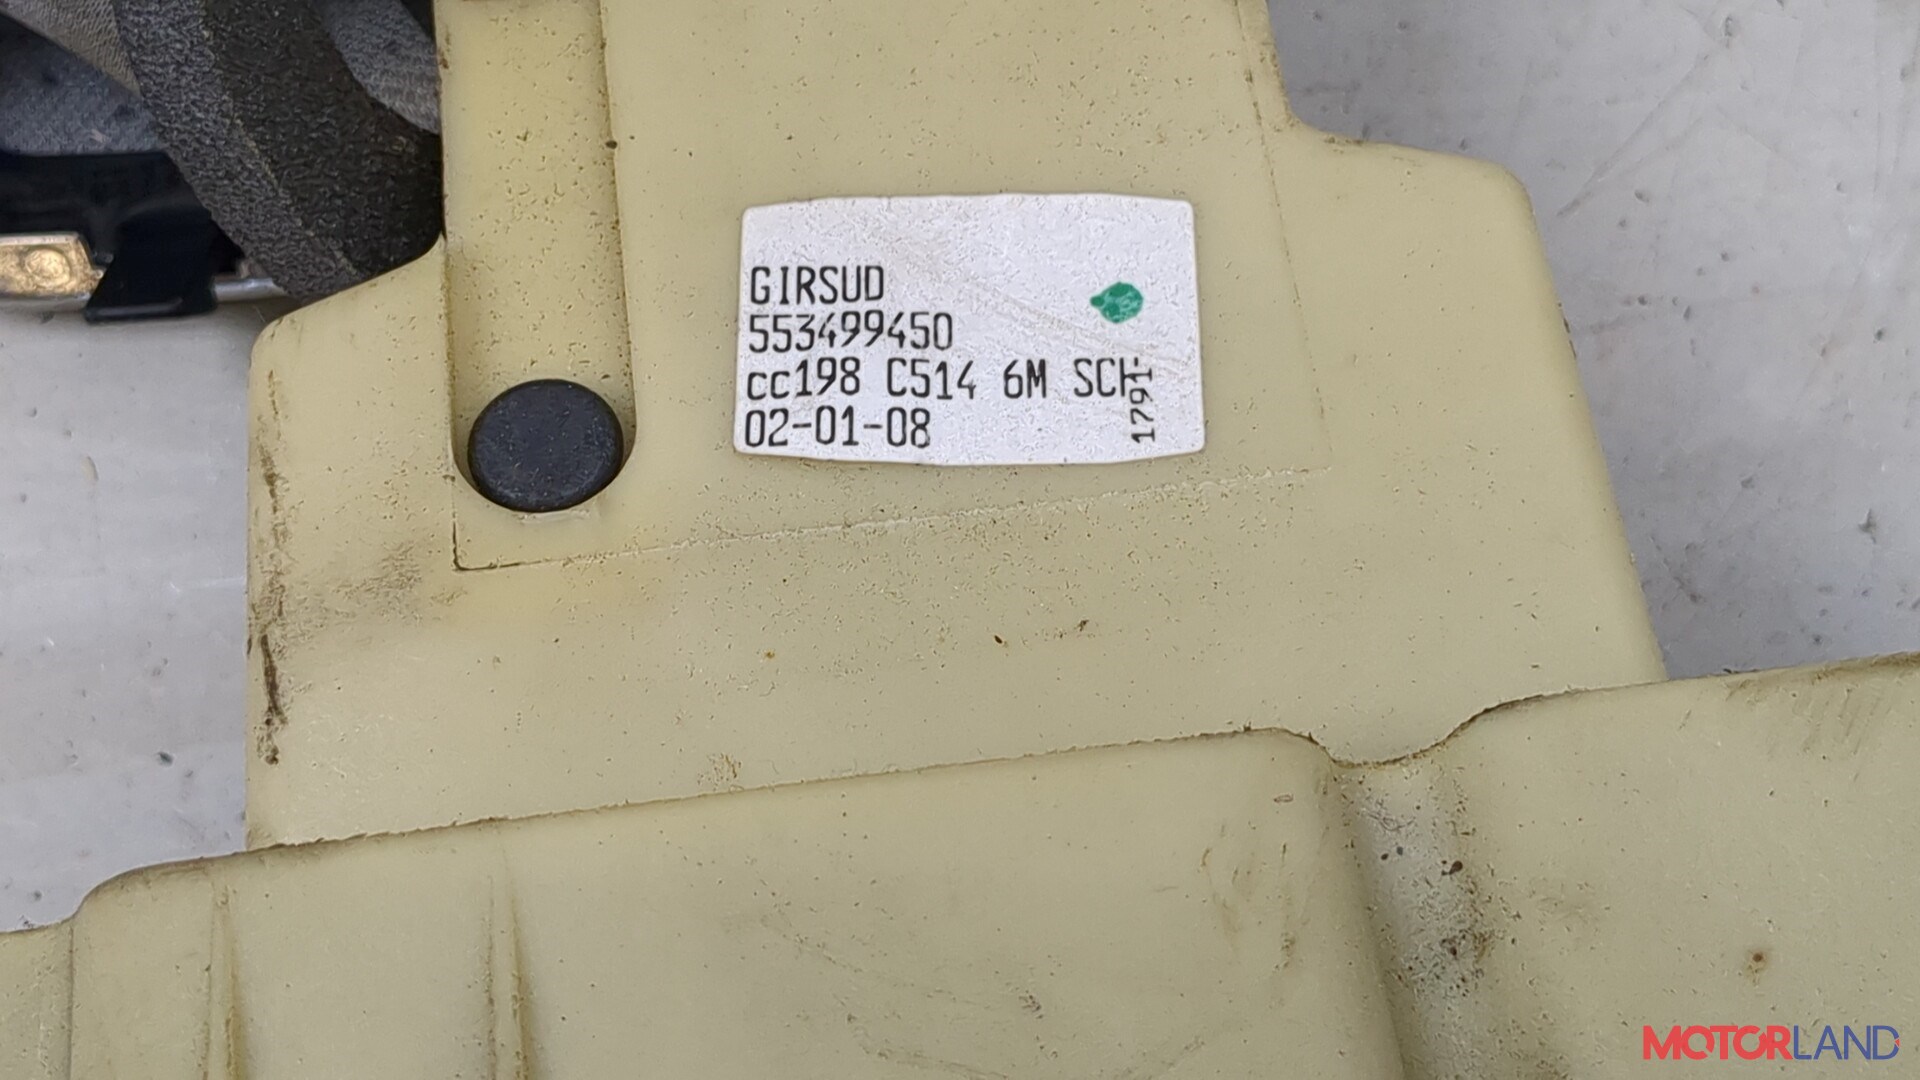 GIRSUD
553499450
cc198 C514 6M SCH
02-01-08
1791-
MOTORLAND